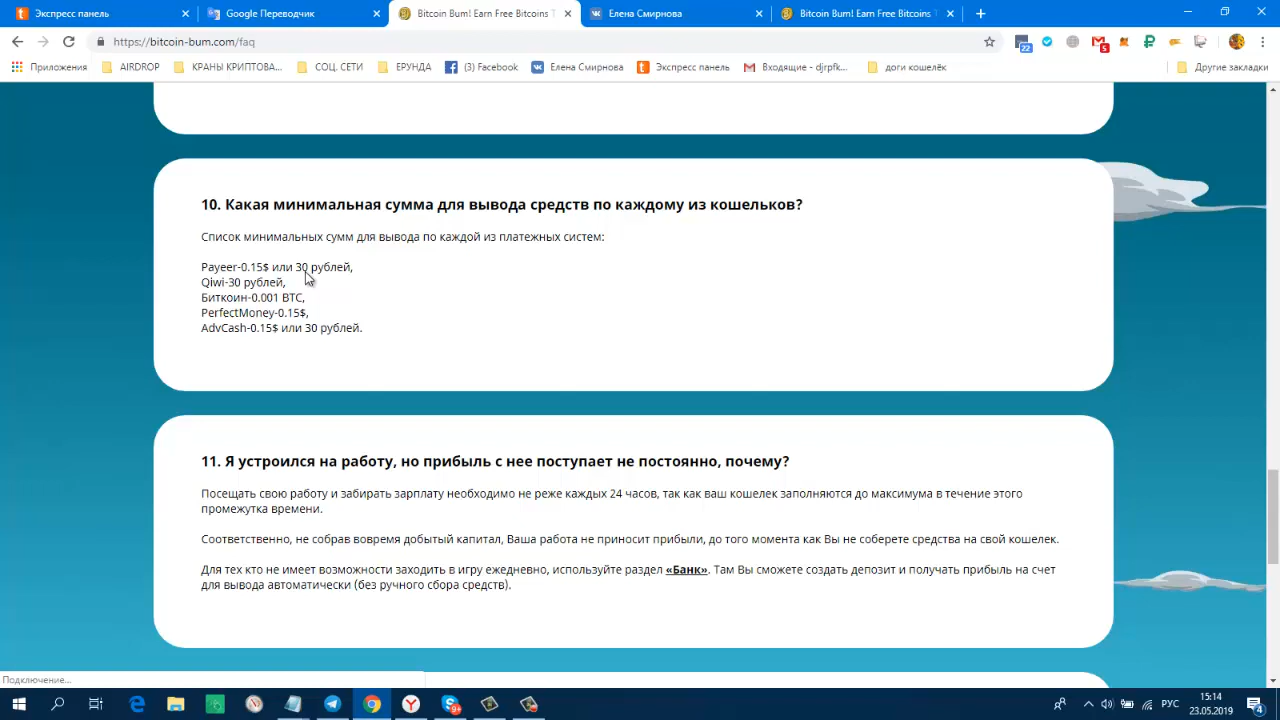 Экспресс панель
Google Переводчик
Bitcoin Bum! Earn Free Bitcoins T
Елена Смирнова
Bitcoin Bum! Earn Free Bitcoins T
https://bitcoin-bum.com/faq
22
5
Приложения
AIRDROP
КРАНЫ КРИПТОВА...
СОЦ. СЕТИ
ЕРУНДА
(3) Facebook
Елена Смирнова
Экспресс панель
Входящие - djrpfk...
доги кошелёк
Другие закладки
10. Какая минимальная сумма для вывода средств по каждому из кошельков?
Список минимальных сумм для вывода по каждой из платежных систем:
Payeer-0.15$ или 30 рублей,
Qiwi-30 рублей,
Биткоин-0.001 BTC,
PerfectMoney-0.15$,
AdvCash-0.15$ или 30 рублей.
11. Я устроился на работу, но прибыль с нее поступает не постоянно, почему?
Посещать свою работу и забирать зарплату необходимо не реже каждых 24 часов, так как ваш кошелек заполняются до максимума в течение этого
промежутка времени.
Соответственно, не собрав вовремя добытый капитал, Ваша работа не приносит прибыли, до того момента как Вы не соберете средства на свой кошелек.
Для тех кто не имеет возможности заходить в игру ежедневно, используйте раздел «Банк». Там Вы сможете создать депозит и получать прибыль на счет
для вывода автоматически (без ручного сбора средств).
Подключение...
9+
РУС
15:14
23.05.2019
4